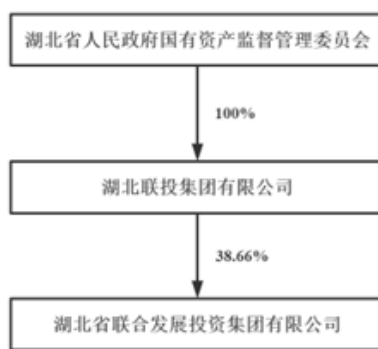 湖北省人民政府国有资产监督管理委员会
100%
湖北联投集团有限公司
38.66%
湖北省联合发展投资集团有限公司